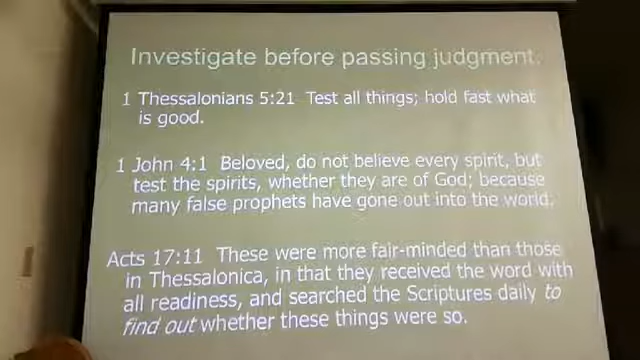 Investigate before passing judgment.
1 Thessalonians 5:21 Test all things; hold fast what
is good.
1 John 4:1 Beloved, do not believe every spirit, but
test the spirits, whether they are of God; because
many false prophets have gone out into the world.
Acts 17:11 These were more fair-minded than those
in Thessalonica, in that they received the word with
all readiness, and searched the Scriptures daily to
find out whether these things were so.